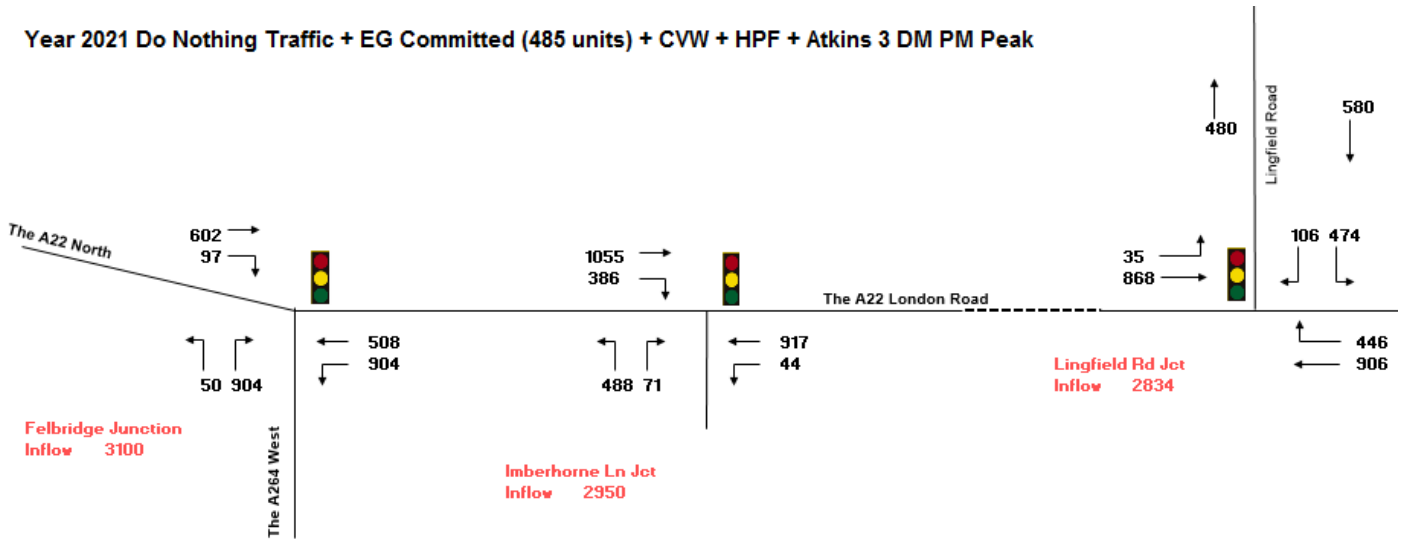 Year 2021 Do Nothing Traffic + EG Committed (485 units) + CVW + HPF + Atkins 3 DM PM Peak
480
Lingfield Road
580
The A22 North
602
97
1055
386
35
868
106 474
The A22 London Road
508
904
50 904
917
44
488 71
446
906
Lingfield Rd Jct
Inflow 2834
Felbridge Junction
Inflow 3100
The A264 West
Imberhorne Ln Jct
Inflow 2950